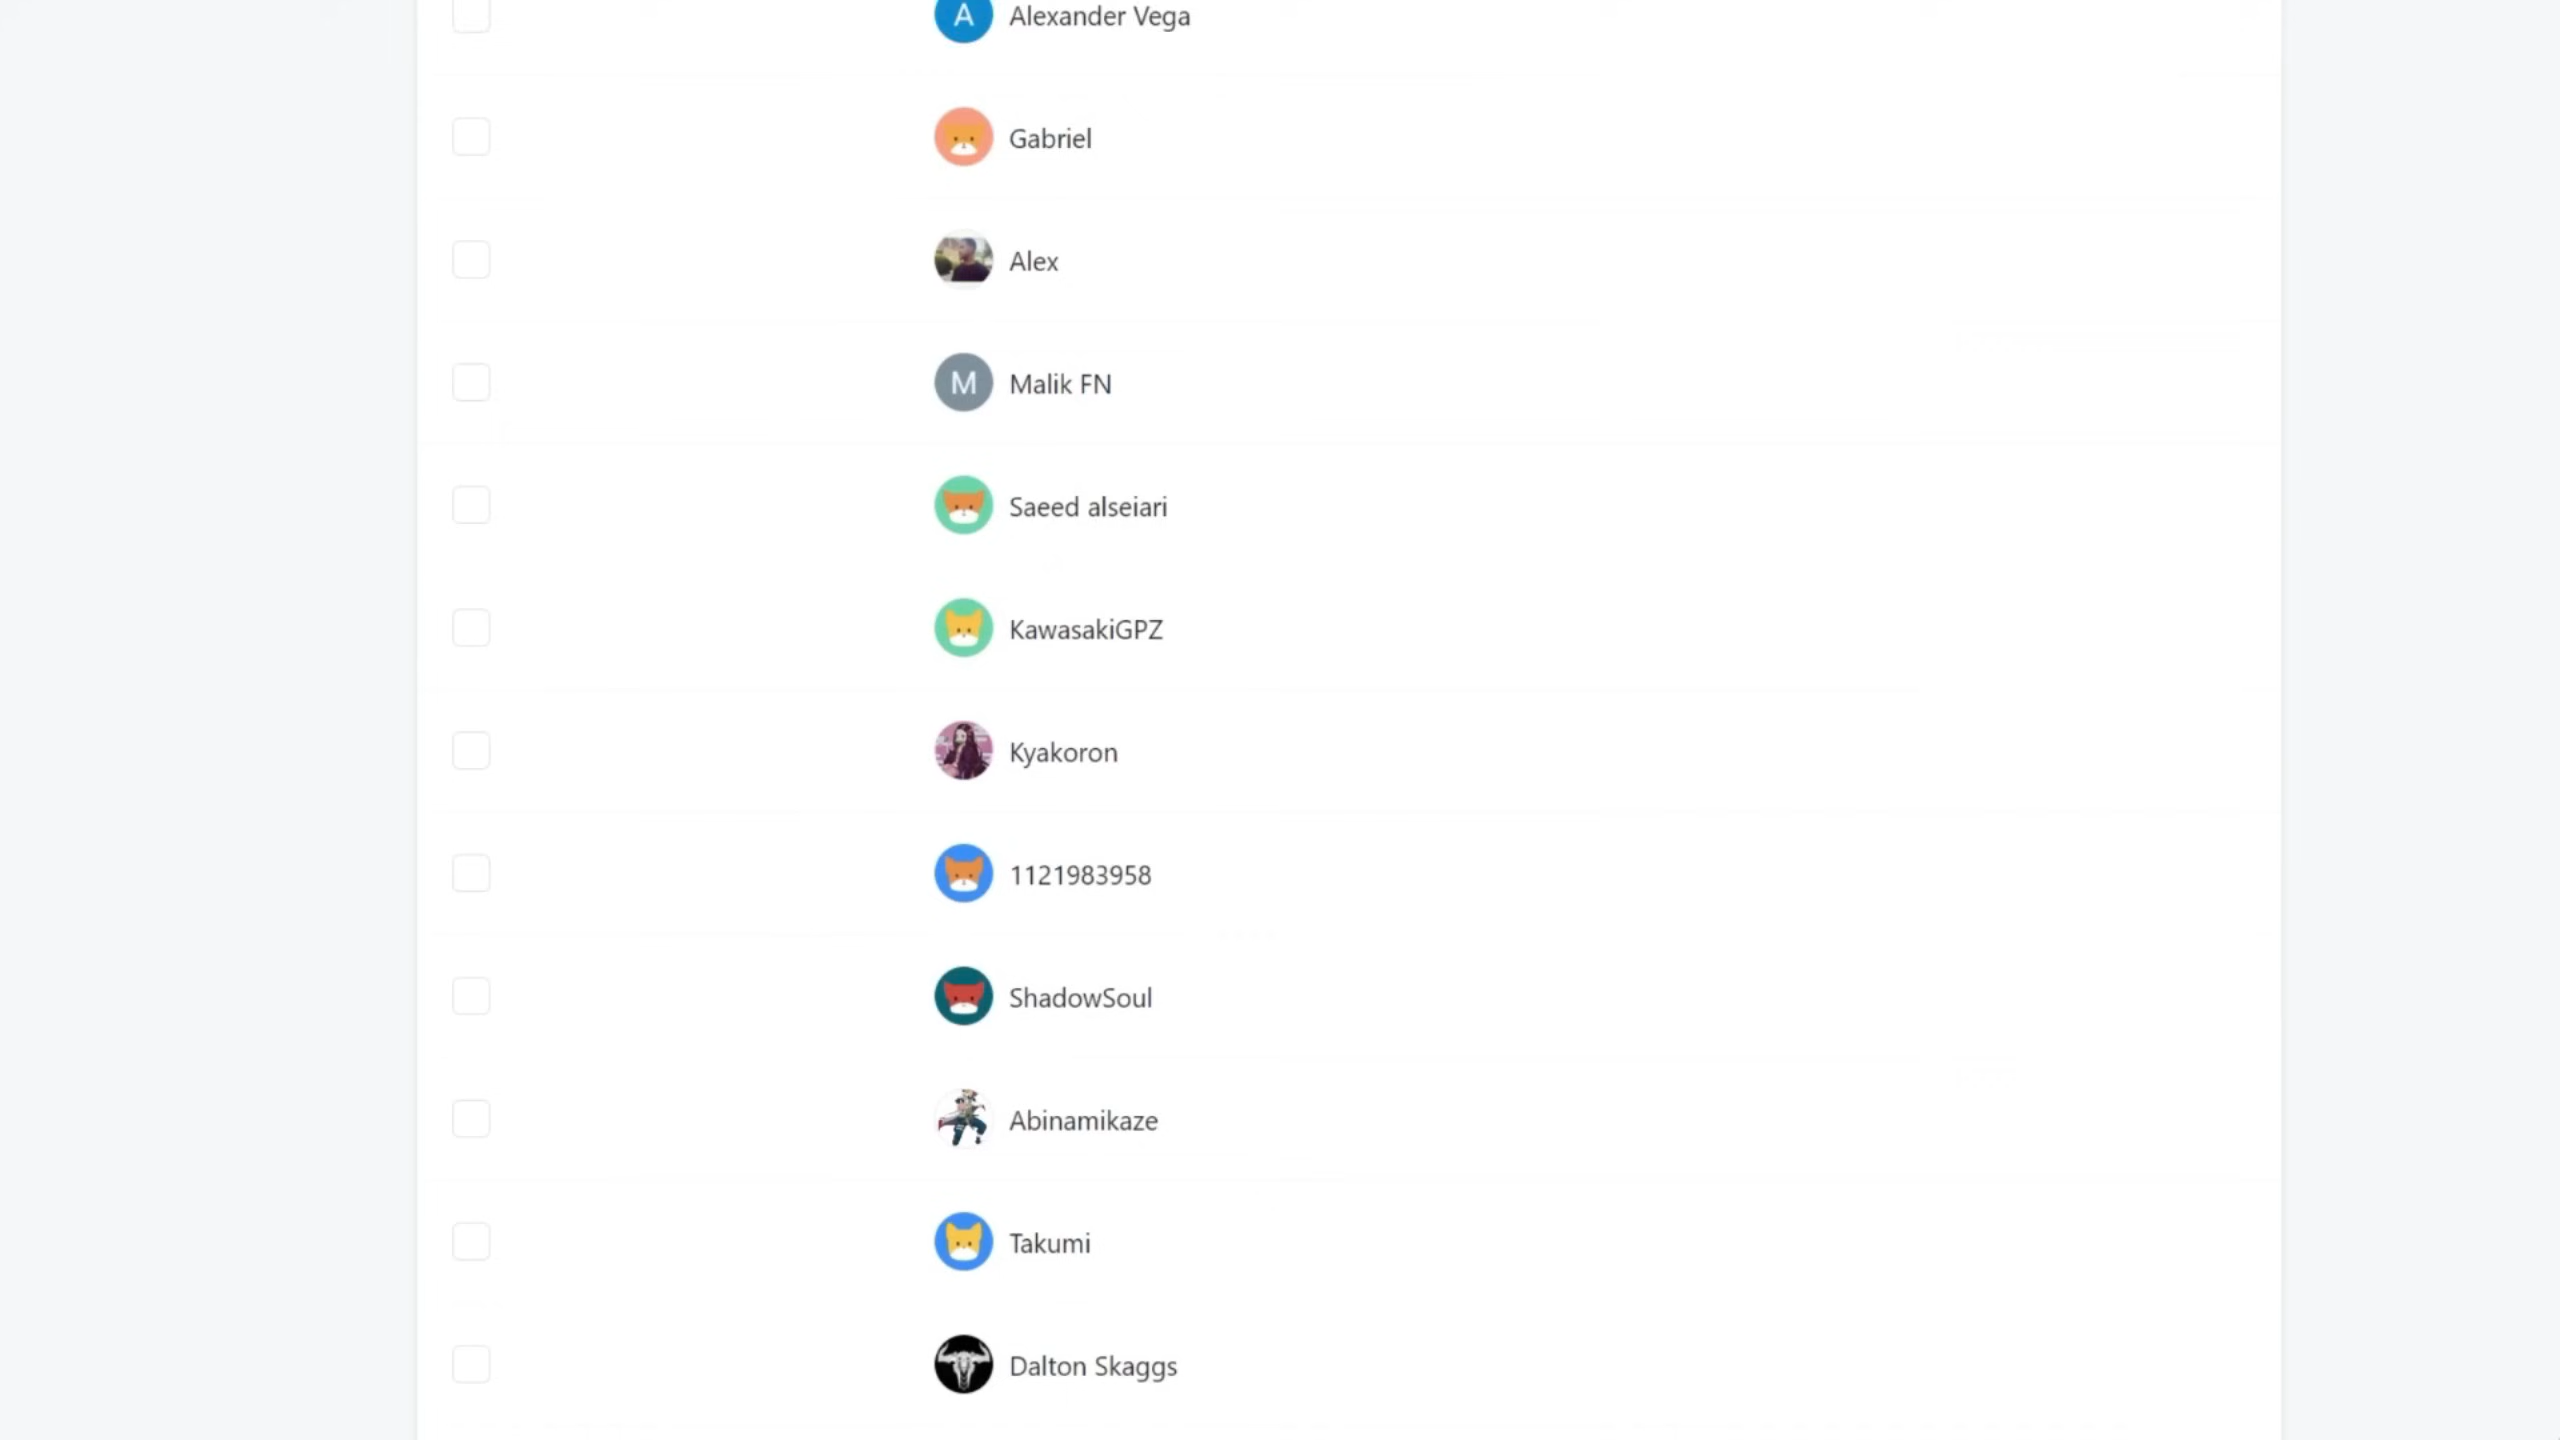 A Alexander Vega
Gabriel
Alex
M Malik FN
Saeed alseiari
KawasakiGPZ
Kyakoron
1121983958
ShadowSoul
Abinamikaze
Takumi
Dalton Skaggs